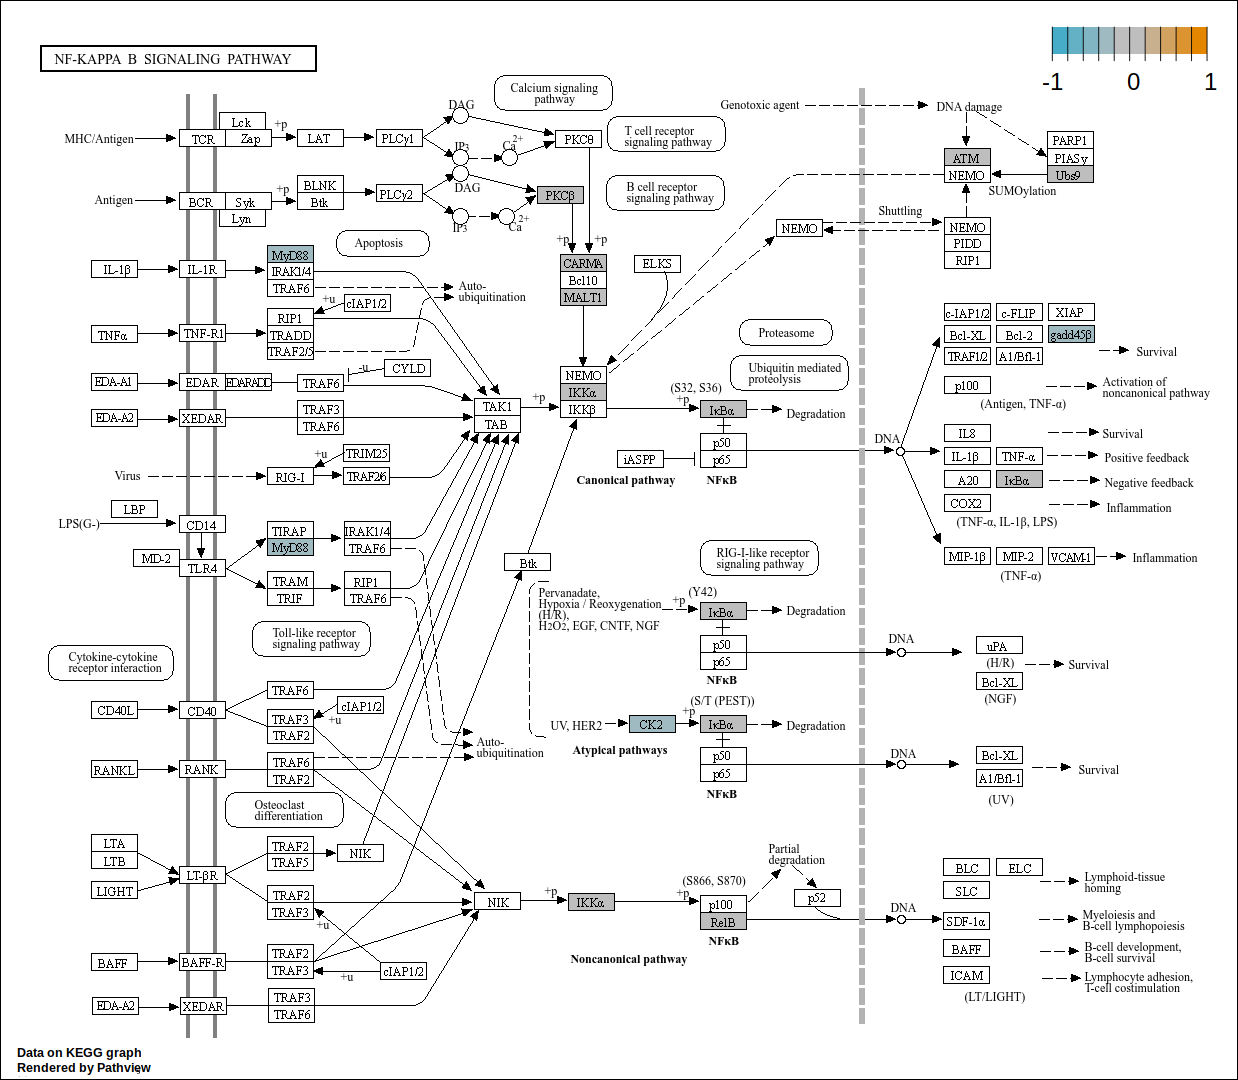 NF-KAPPA B SIGNALING PATHWAY
-1 0 1
Calcium signaling
pathway
T cell receptor
signaling pathway
B cell receptor
signaling pathway
Apoptosis
Proteasome
Ubiquitin mediated
proteolysis
RIG-I-like receptor
signaling pathway
Toll-like receptor
signaling pathway
Cytokine-cytokine
receptor interaction
Osteoclast
differentiation
MHC/Antigen
TCR
Lck
Zap
+p
LAT
PLCγ1
DAG
IP3
Ca2+
PKCθ
Antigen
BCR
Syk
Lyn
+p
BLNK
Btk
PLCγ2
DAG
IP3
Ca2+
PKCβ
+p
+p
CARMA
Bcl10
MALT1
ELKS
Genotoxic agent
DNA damage
ATM
NEMO
PARP1
PIASy
Ubs9
SUMOylation
Shuttling
NEMO
NEMO
PIDD
RIP1
IL-1β
IL-1R
MyD88
IRAK1/4
TRAF6
Auto-
ubiquitination
TNFα
TNF-R1
RIP1
TRADD
TRAF2/5
+u
cIAP1/2
EDA-A1
EDAR
EDARADD
TRAF6
-u
CYLD
EDA-A2
XEDAR
TRAF3
TRAF6
TAK1
TAB
+p
NEMO
IKKα
IKKβ
(S32, S36)
+p
IκBα
Degradation
p50
p65
iASPP
NFκB
Canonical pathway
Virus
RIG-I
+u
TRIM25
TRAF2/6
LBP
LPS(G-)
CD14
MD-2
TLR4
TIRAP
MyD88
IRAK1/4
TRAF6
TRAM
TRIF
RIP1
TRAF6
Btk
Pervanadate,
Hypoxia / Reoxygenation
(H/R),
H2O2, EGF, CNTF, NGF
+p
(Y42)
IκBα
Degradation
p50
p65
NFκB
(S/T (PEST))
UV, HER2
CK2
+p
IκBα
Degradation
p50
p65
NFκB
Atypical pathways
CD40L
CD40
TRAF6
TRAF3
TRAF2
cIAP1/2
+u
Auto-
ubiquitination
RANKL
RANK
TRAF6
TRAF2
LTA
LTB
LIGHT
LT-βR
TRAF2
TRAF5
NIK
TRAF2
TRAF3
+u
NIK
+p
IKKα
(S866, S870)
+p
p100
RelB
NFκB
Partial
degradation
p52
BAFF
BAFF-R
TRAF2
TRAF3
cIAP1/2
+u
Noncanonical pathway
EDA-A2
XEDAR
TRAF3
TRAF6
DNA
c-IAP1/2
c-FLIP
XIAP
Bcl-XL
Bcl-2
gadd45β
TRAF1/2
A1/Bfl-1
Survival
p100
Activation of
noncanonical pathway
(Antigen, TNF-α)
IL8
Survival
IL-1β
TNF-α
Positive feedback
A20
IκBα
Negative feedback
COX2
Inflammation
(TNF-α, IL-1β, LPS)
MIP-1β
MIP-2
VCAM-1
Inflammation
(TNF-α)
DNA
uPA
(H/R)
Survival
Bcl-XL
(NGF)
DNA
Bcl-XL
A1/Bfl-1
Survival
(UV)
BLC
ELC
SLC
Lymphoid-tissue
homing
DNA
SDF-1α
Myeloiesis and
B-cell lymphopoiesis
BAFF
B-cell development,
B-cell survival
ICAM
Lymphocyte adhesion,
T-cell costimulation
(LT/LIGHT)
Data on KEGG graph
Rendered by Pathview